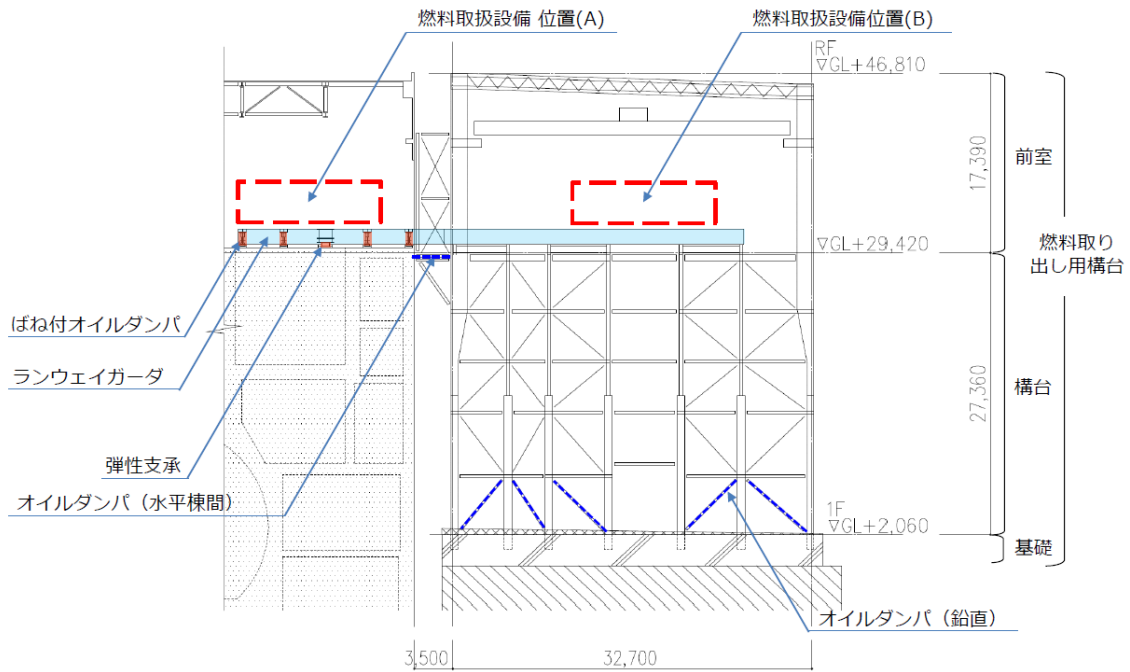 燃料取扱設備 位置(A)
燃料取扱設備位置(B)
RF
▽GL+46,810
17,390
前室
▽GL+29,420
燃料取り
出し用構台
ばね付オイルダンパ
ランウェイガーダ
27,360
構台
弾性支承
オイルダンパ（水平棟間）
1F
▽GL+2,060
基礎
オイルダンパ（鉛直）
3,500
32,700